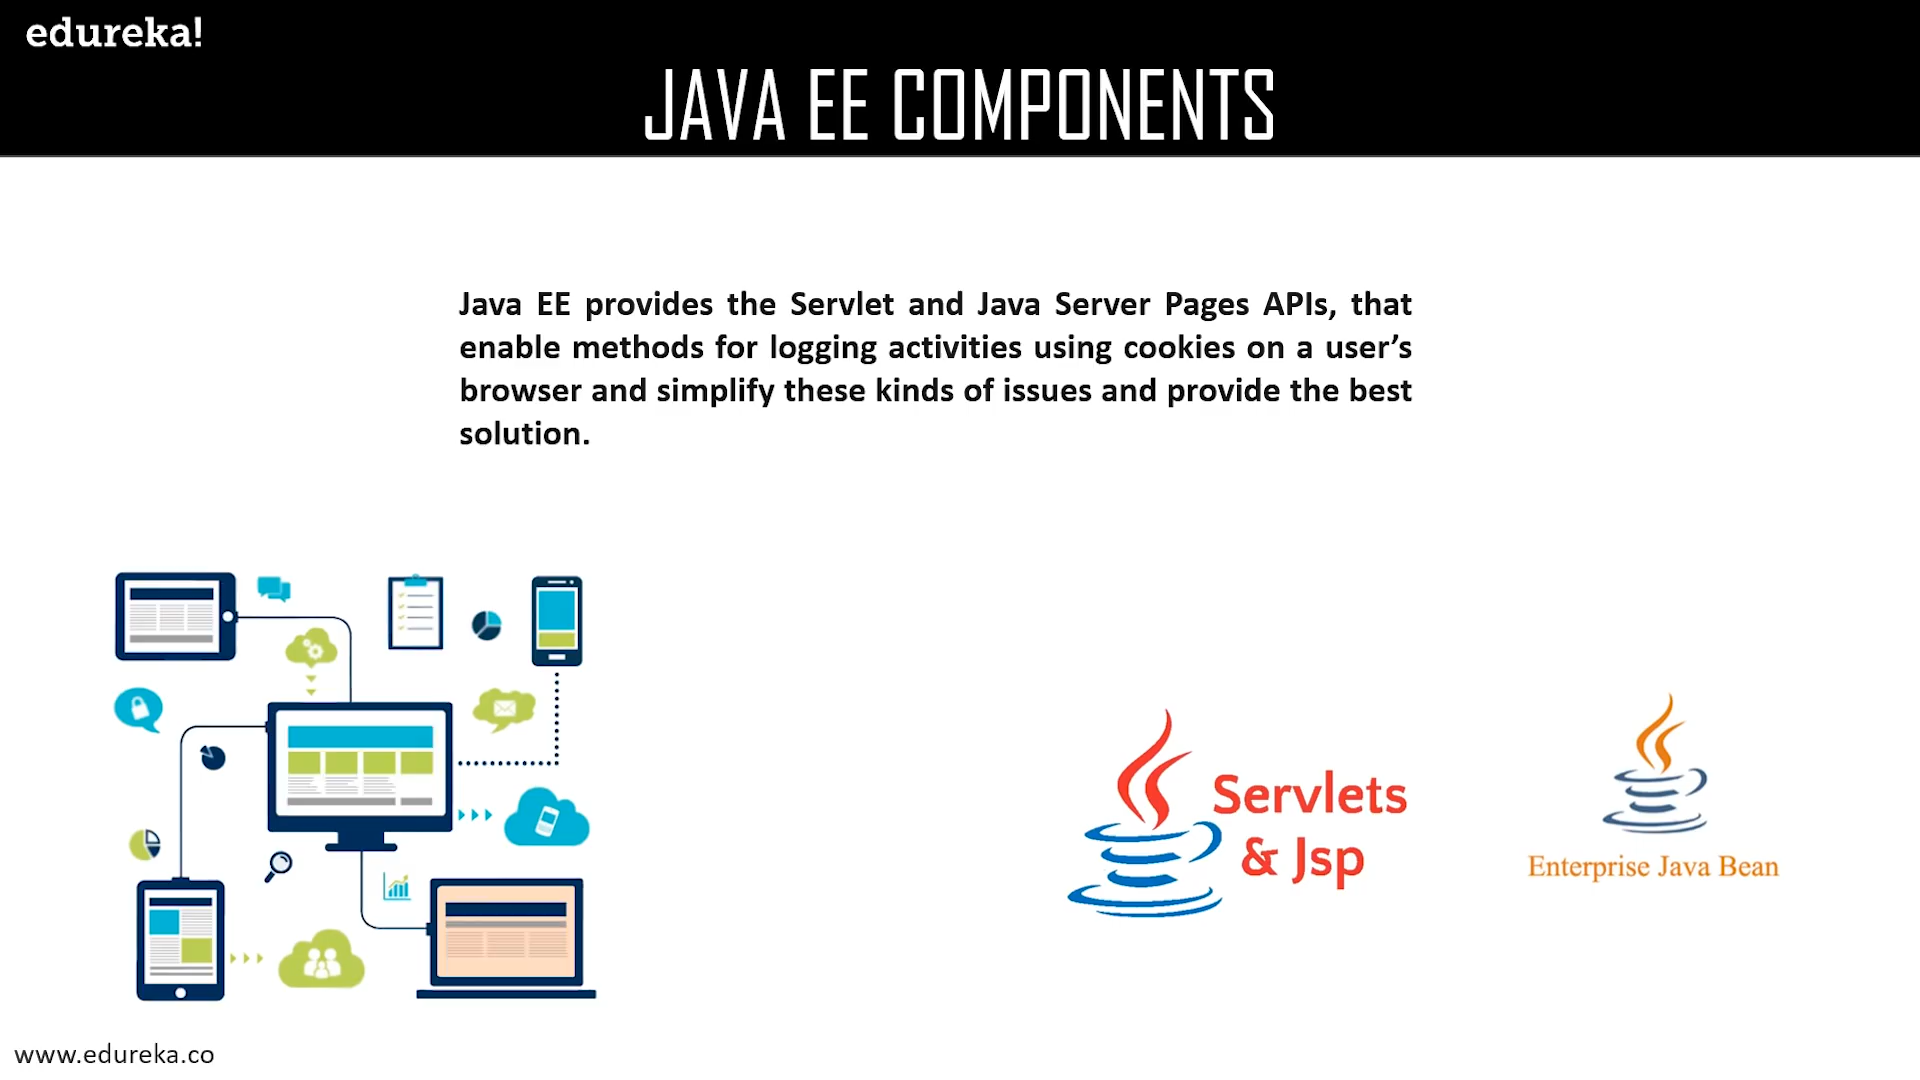 edureka!
JAVA EE COMPONENTS
Java EE provides the Servlet and Java Server Pages APIs, that
enable methods for logging activities using cookies on a user’s
browser and simplify these kinds of issues and provide the best
solution.
Servlets
& Jsp
Enterprise Java Bean
www.edureka.co